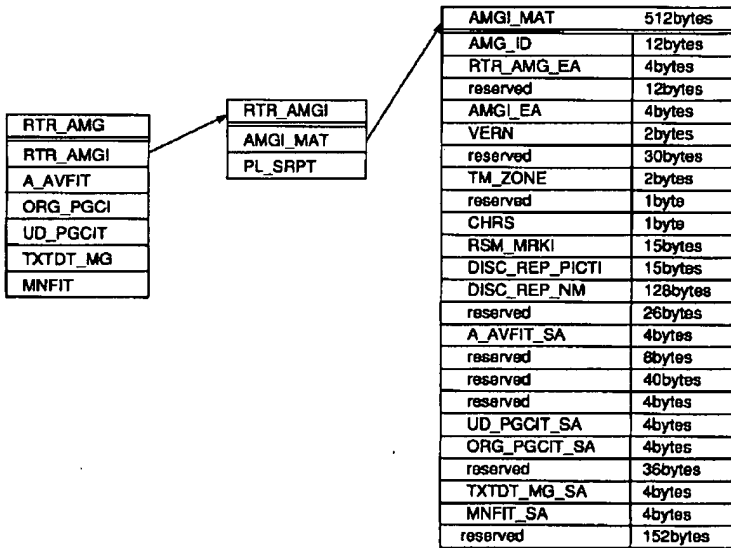 RTR_AMG
RTR_AMGI
A_AVFIT
ORG_PGCI
UD_PGCIT
TXTDT_MG
MNFIT
RTR_AMGI
AMGI_MAT
PL_SRPT
AMGI_MAT 512bytes
AMG_ID 12bytes
RTR_AMG_EA 4bytes
reserved 12bytes
AMGI_EA 4bytes
VERN 2bytes
reserved 30bytes
TM_ZONE 2bytes
reserved 1byte
CHRS 1byte
RSM_MRKI 15bytes
DISC_REP_PICTI 15bytes
DISC_REP_NM 128bytes
reserved 26bytes
A_AVFIT_SA 4bytes
reserved 8bytes
reserved 40bytes
reserved 4bytes
UD_PGCIT_SA 4bytes
ORG_PGCIT_SA 4bytes
reserved 36bytes
TXTDT_MG_SA 4bytes
MNFIT_SA 4bytes
reserved 152bytes